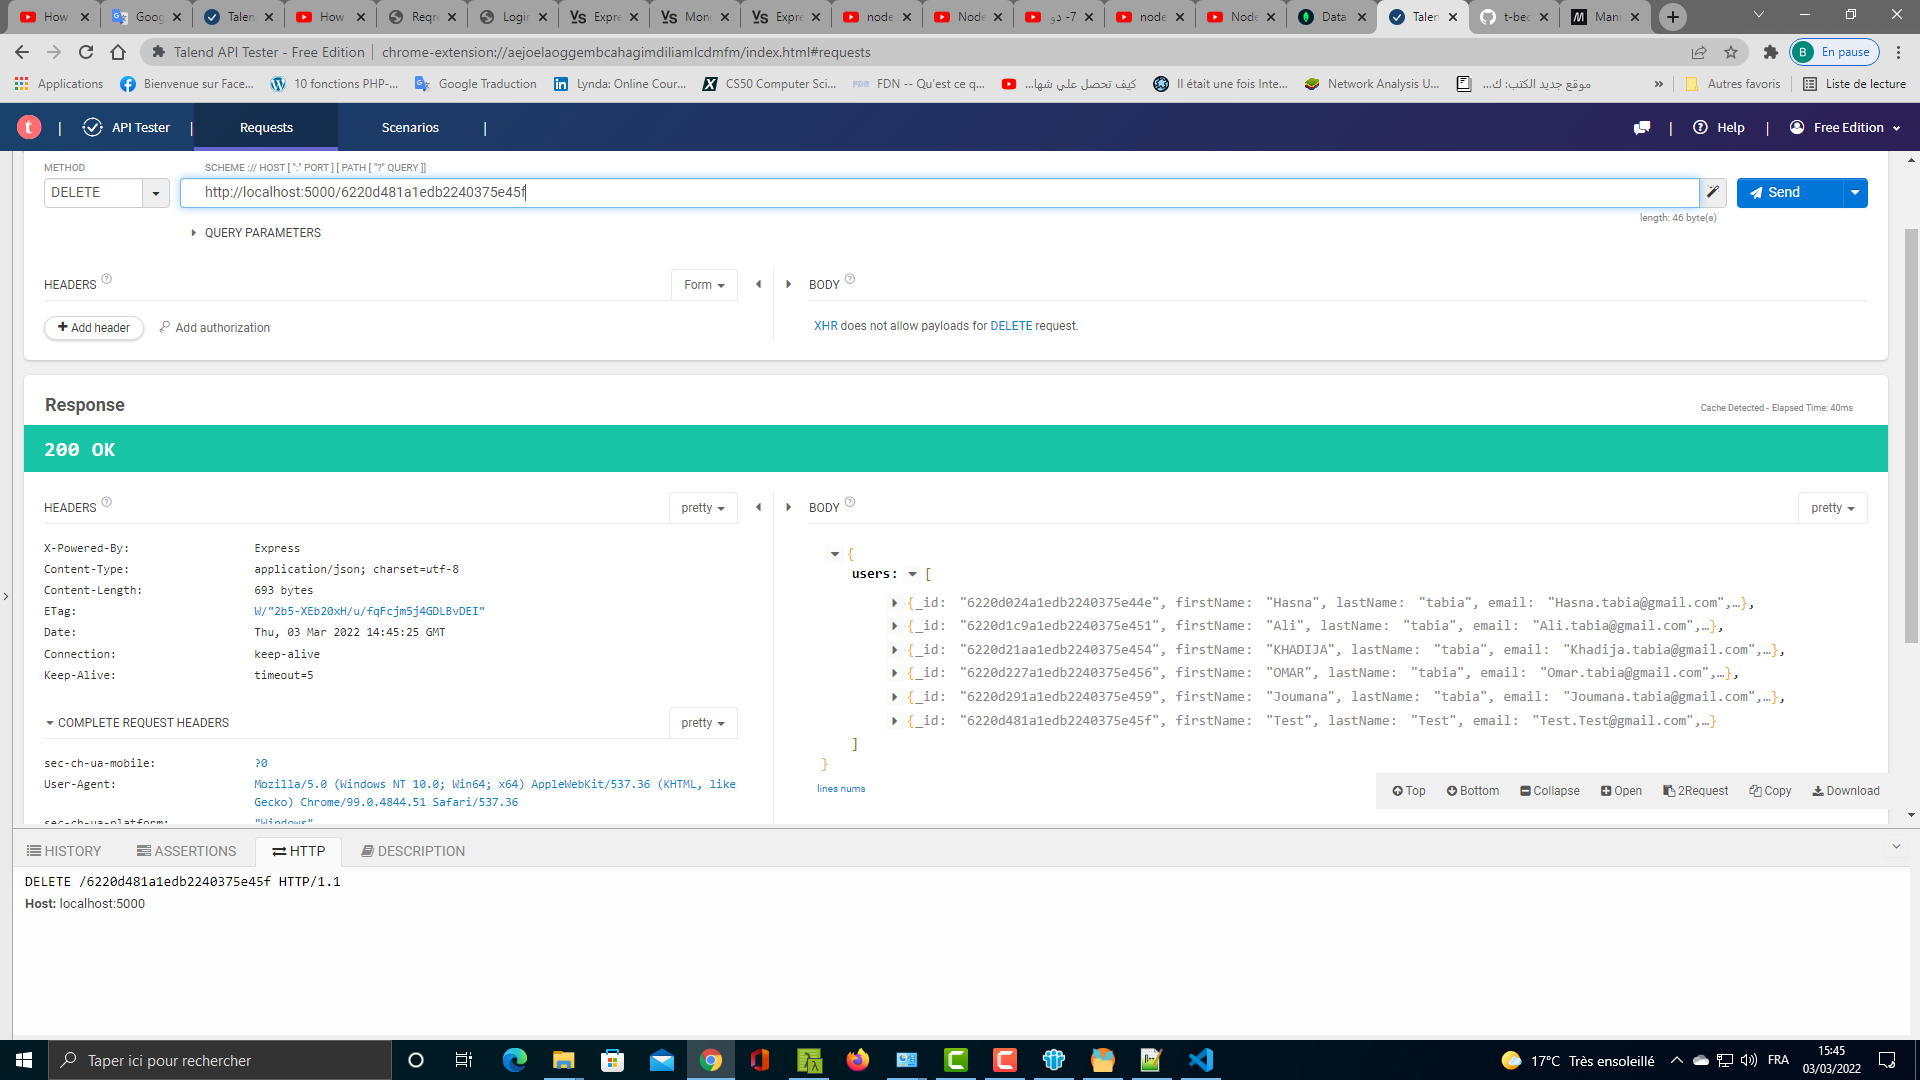 How
Goog
Talen
How
Reqre
Login
Expre
Mong
Expre
node
Node
7- دو
node
Node
Data
Talen
t-bec
Mani
Talend API Tester - Free Edition
chrome-extension://aejoelaoggembcahagimdiliamlcdmfm/index.html#requests
B
En pause
Applications
Bienvenue sur Face...
10 fonctions PHP-...
Google Traduction
Lynda: Online Cour...
CS50 Computer Sci...
FDN -- Qu'est ce q...
كيف تحصل علي شها...
Il était une fois Inte...
Network Analysis U...
موقع جديد الكتب: ك...
»
Autres favoris
Liste de lecture
t
API Tester
Requests
Scenarios
Help
Free Edition
METHOD
SCHEME :// HOST [ ":" PORT ] [ PATH [ "?" QUERY ]]
DELETE
http://localhost:5000/6220d481a1edb2240375e45f
Send
length: 46 byte(s)
QUERY PARAMETERS
HEADERS
Form
BODY
Add header
Add authorization
XHR does not allow payloads for DELETE request.
Response
Cache Detected - Elapsed Time: 40ms
200 OK
HEADERS
pretty
BODY
pretty
X-Powered-By: Express
Content-Type: application/json; charset=utf-8
Content-Length: 693 bytes
ETag: W/"2b5-XEb20xH/u/fqFcjm5j4GDLBvDEI"
Date: Thu, 03 Mar 2022 14:45:25 GMT
Connection: keep-alive
Keep-Alive: timeout=5
COMPLETE REQUEST HEADERS
pretty
sec-ch-ua-mobile: ?0
User-Agent: Mozilla/5.0 (Windows NT 10.0; Win64; x64) AppleWebKit/537.36 (KHTML, like
Gecko) Chrome/99.0.4844.51 Safari/537.36
sec-ch-ua-platform: "Windows"
{
users: [
{_id: "6220d024a1edb2240375e44e", firstName: "Hasna", lastName: "tabia", email: "Hasna.tabia@gmail.com",…},
{_id: "6220d1c9a1edb2240375e451", firstName: "Ali", lastName: "tabia", email: "Ali.tabia@gmail.com",…},
{_id: "6220d21aa1edb2240375e454", firstName: "KHADIJA", lastName: "tabia", email: "Khadija.tabia@gmail.com",…},
{_id: "6220d227a1edb2240375e456", firstName: "OMAR", lastName: "tabia", email: "Omar.tabia@gmail.com",…},
{_id: "6220d291a1edb2240375e459", firstName: "Joumana", lastName: "tabia", email: "Joumana.tabia@gmail.com",…},
{_id: "6220d481a1edb2240375e45f", firstName: "Test", lastName: "Test", email: "Test.Test@gmail.com",…}
]
}
lines nums
Top
Bottom
Collapse
Open
2Request
Copy
Download
HISTORY
ASSERTIONS
HTTP
DESCRIPTION
DELETE /6220d481a1edb2240375e45f HTTP/1.1
Host: localhost:5000
Taper ici pour rechercher
17°C Très ensoleillé
FRA
15:45
03/03/2022